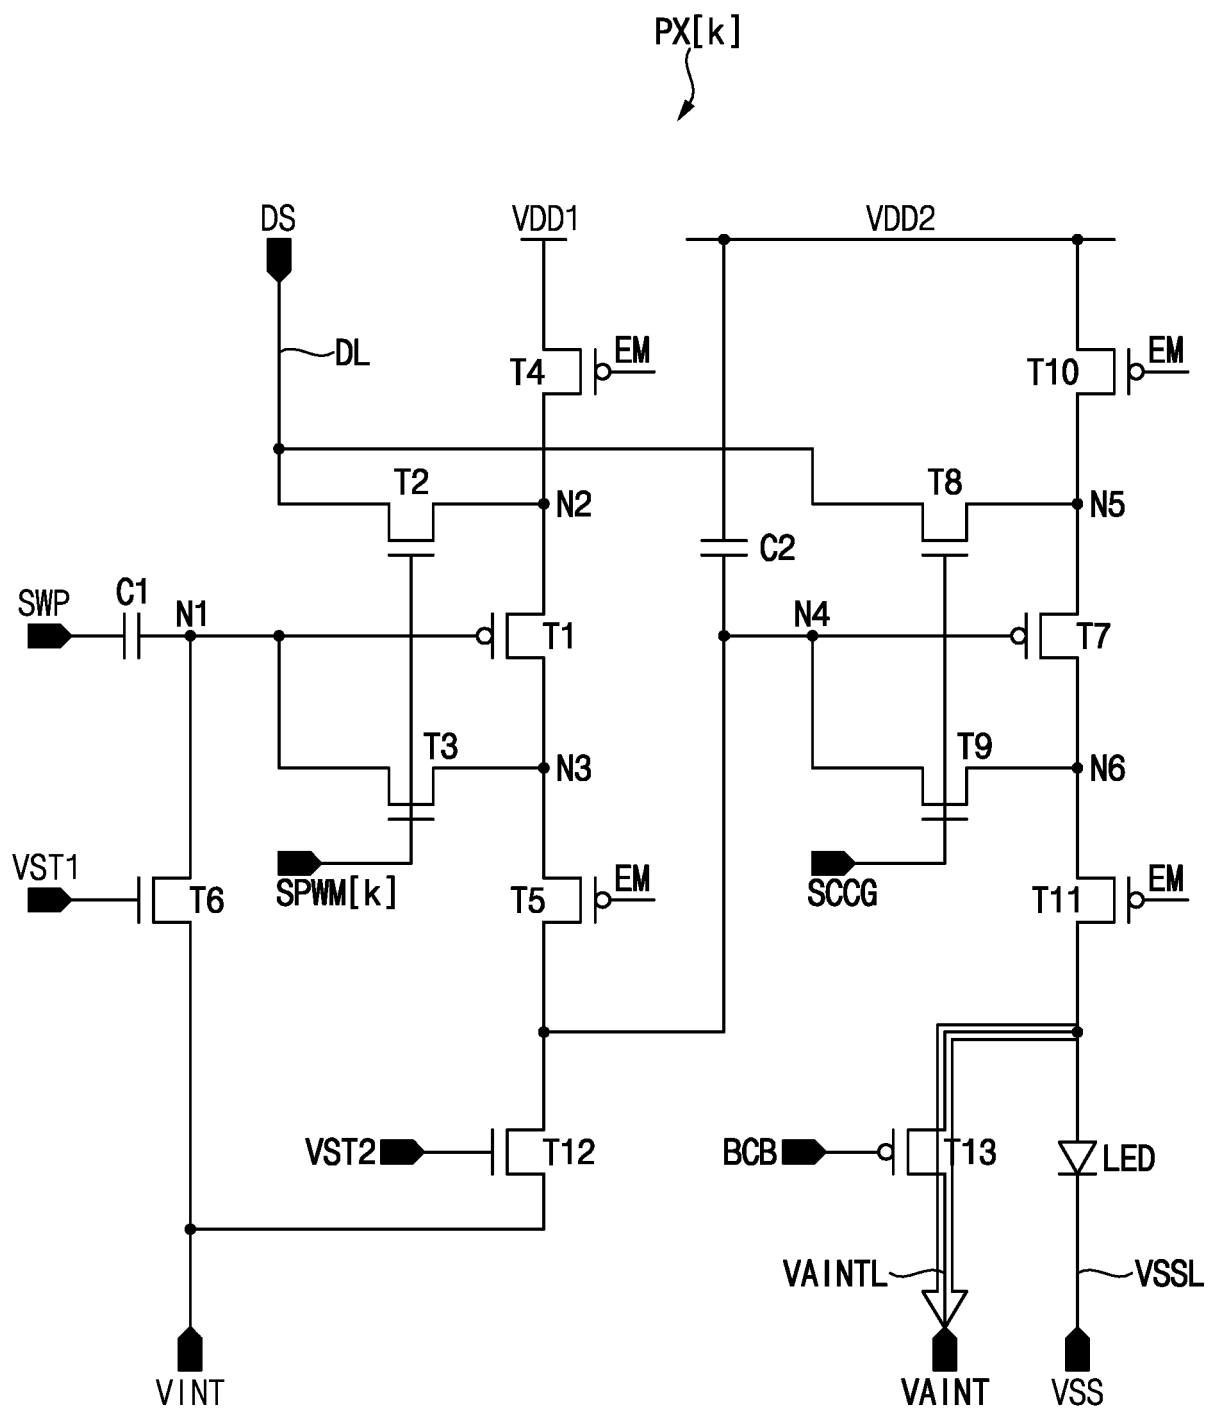 PX[k]
DS
VDD1
VDD2
DL
T4
EM
T10
EM
T2
N2
T8
N5
C2
SWP
C1
N1
T1
N4
T7
T3
N3
T9
N6
VST1
T6
SPWM[k]
T5
EM
SCCG
T11
EM
VST2
T12
BCB
T13
LED
VAINTL
VSSL
VINT
VAINT
VSS